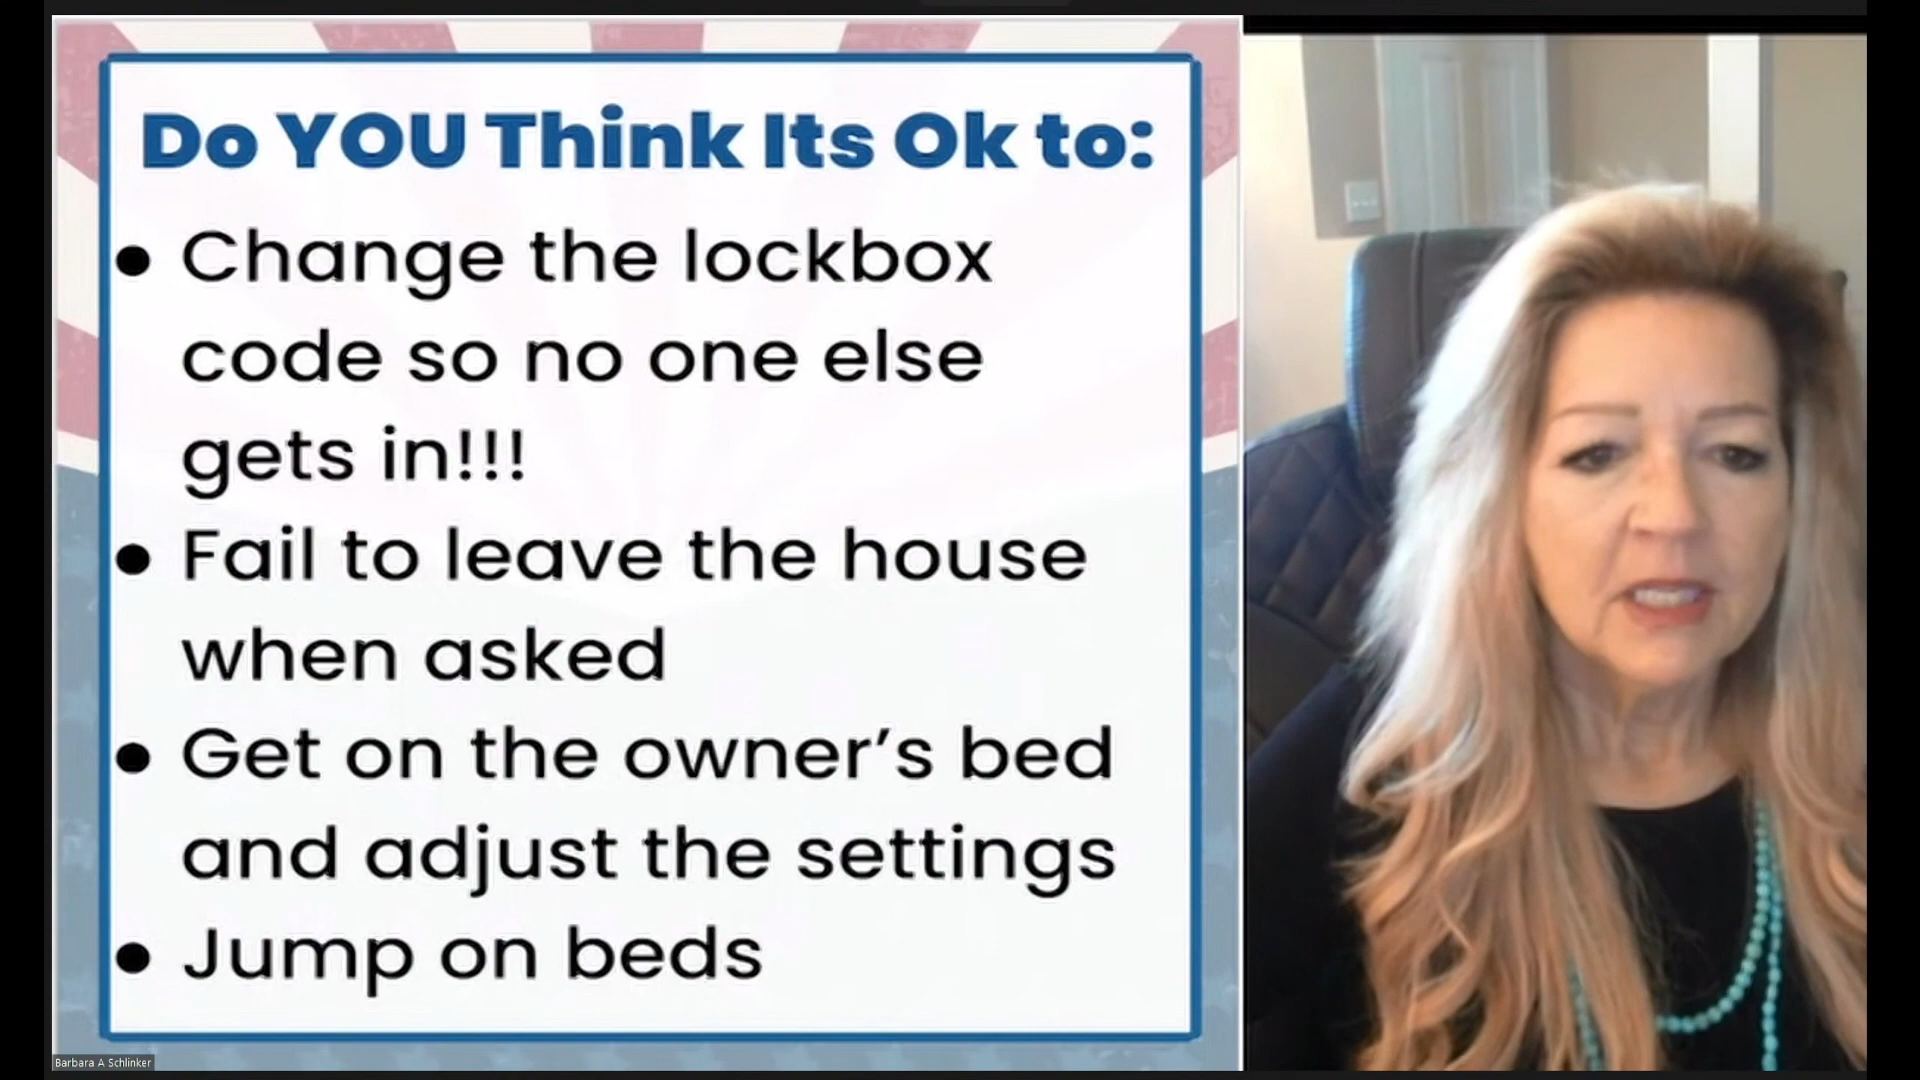 Do YOU Think Its Ok to:
• Change the lockbox
code so no one else
gets in!!!
• Fail to leave the house
when asked
• Get on the owner’s bed
and adjust the settings
• Jump on beds
Barbara A Schlinker